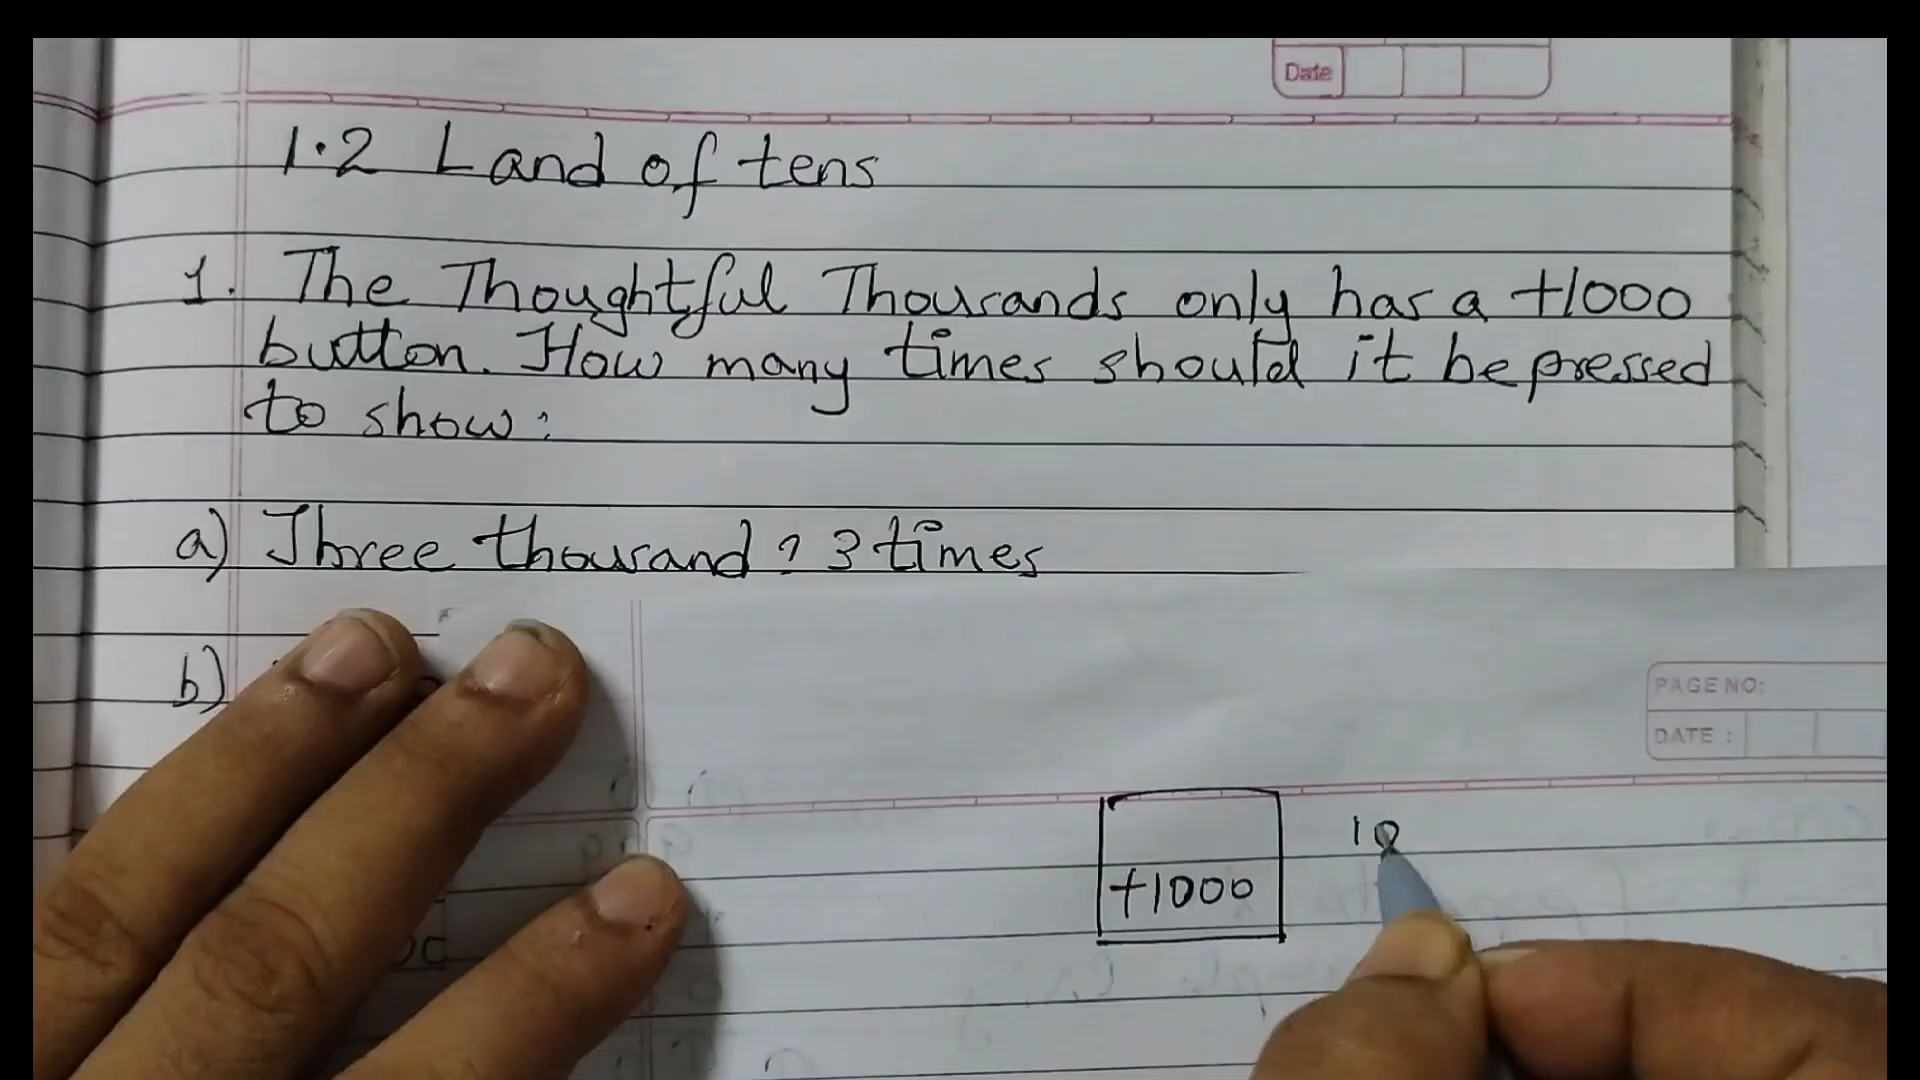 Date
1.2 Land of tens
1. The Thoughtful Thousands only has a +1000
button. How many times should it be pressed
to show:
a) Three thousand ? 3 times
b)
PAGE NO:
DATE :
+1000
10